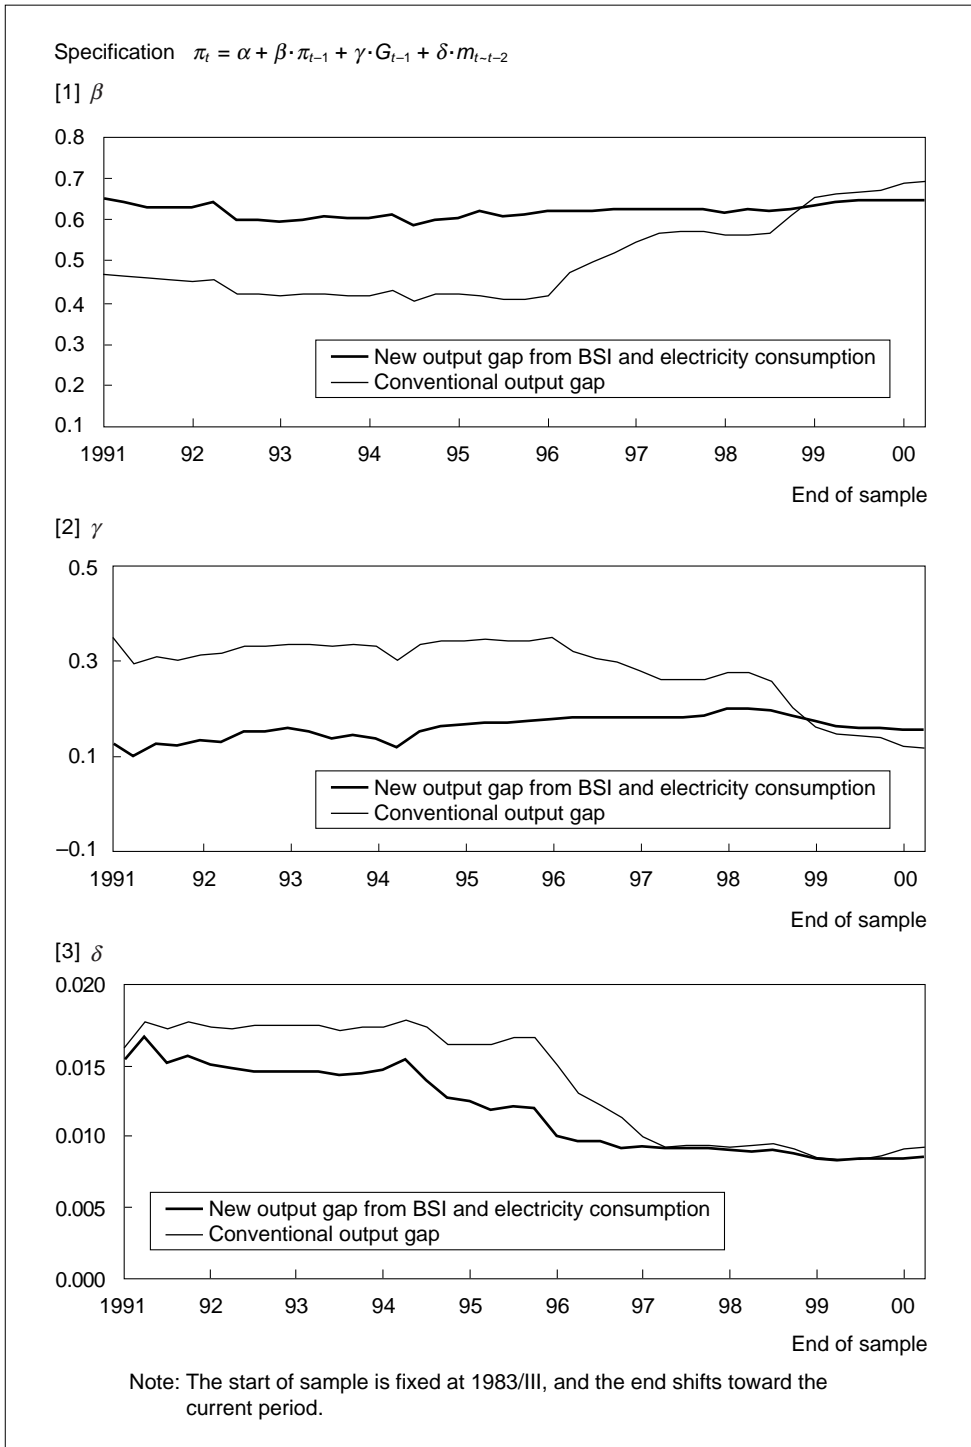 Specification π_t = α + β·π_{t–1} + γ·G_{t–1} + δ·m_{t~t–2}
[1] β
0.8
0.7
0.6
0.5
0.4
0.3
0.2
0.1
New output gap from BSI and electricity consumption
Conventional output gap
1991 92 93 94 95 96 97 98 99 00
End of sample
[2] γ
0.5
0.3
0.1
–0.1
New output gap from BSI and electricity consumption
Conventional output gap
1991 92 93 94 95 96 97 98 99 00
End of sample
[3] δ
0.020
0.015
0.010
0.005
0.000
New output gap from BSI and electricity consumption
Conventional output gap
1991 92 93 94 95 96 97 98 99 00
End of sample
Note: The start of sample is fixed at 1983/III, and the end shifts toward the
current period.